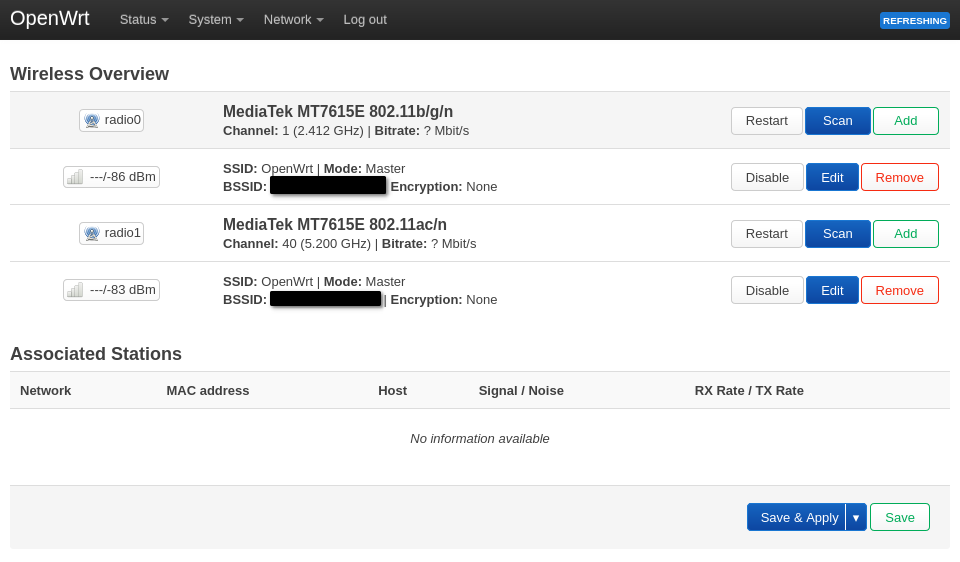 OpenWrt Status System Network Log out REFRESHING
Wireless Overview
radio0
MediaTek MT7615E 802.11b/g/n
Channel: 1 (2.412 GHz) | Bitrate: ? Mbit/s
Restart Scan Add
---/-86 dBm
SSID: OpenWrt | Mode: Master
BSSID: Encryption: None
Disable Edit Remove
radio1
MediaTek MT7615E 802.11ac/n
Channel: 40 (5.200 GHz) | Bitrate: ? Mbit/s
Restart Scan Add
---/-83 dBm
SSID: OpenWrt | Mode: Master
BSSID: | Encryption: None
Disable Edit Remove
Associated Stations
Network MAC address Host Signal / Noise RX Rate / TX Rate
No information available
Save & Apply ▾ Save